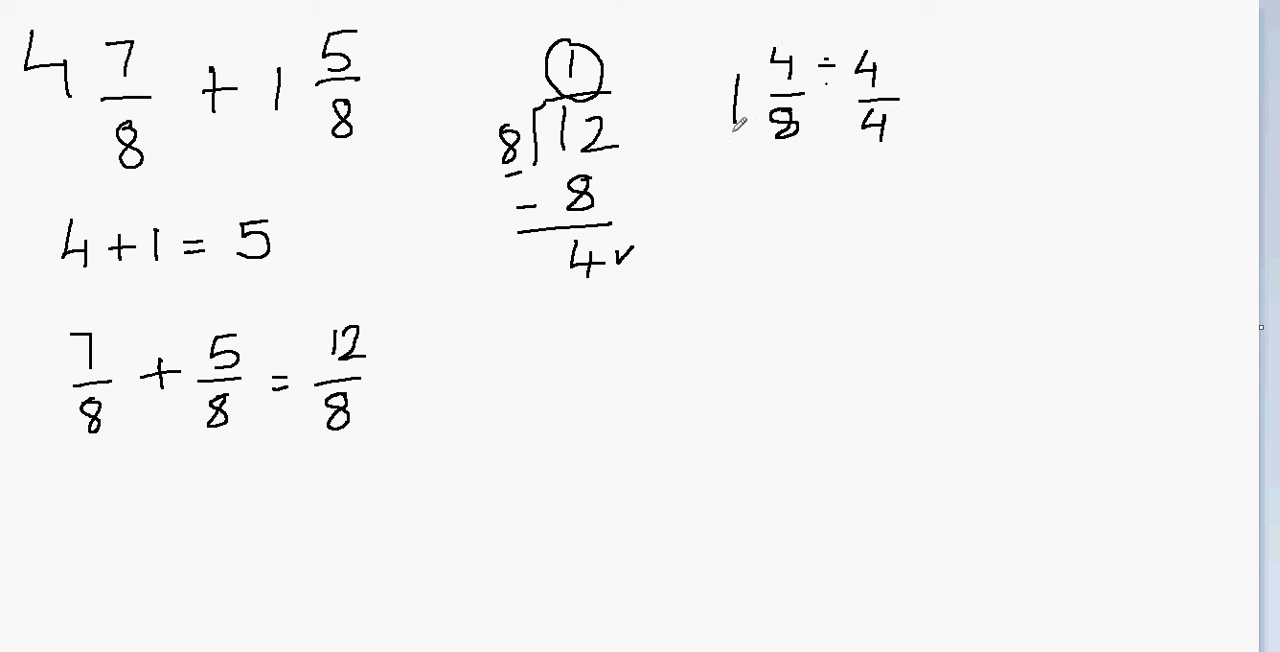 4 7/8 + 1 5/8
4 + 1 = 5
7/8 + 5/8 = 12/8
1
8 12
- 8
4 ✓
1 4/8 ÷ 4/4